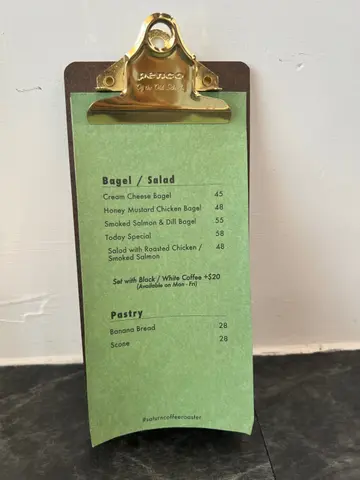 PENCO
Bagel / Salad
Cream Cheese Bagel 45
Honey Mustard Chicken Bagel 48
Smoked Salmon & Dill Bagel 55
Today Special 58
Salad with Roasted Chicken / 48
Smoked Salmon
Set with Black / White Coffee +$20
(Available on Mon - Fri)
Pastry
Banana Bread 28
Scone 28
#saturncoffeeroaster